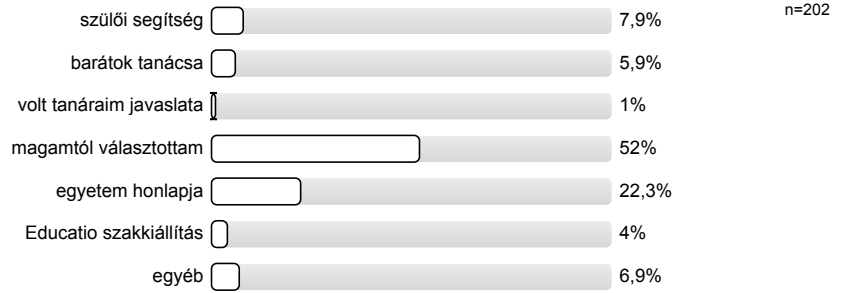 n=202
szülői segítség 7,9%
barátok tanácsa 5,9%
volt tanáraim javaslata 1%
magamtól választottam 52%
egyetem honlapja 22,3%
Educatio szakkiállítás 4%
egyéb 6,9%